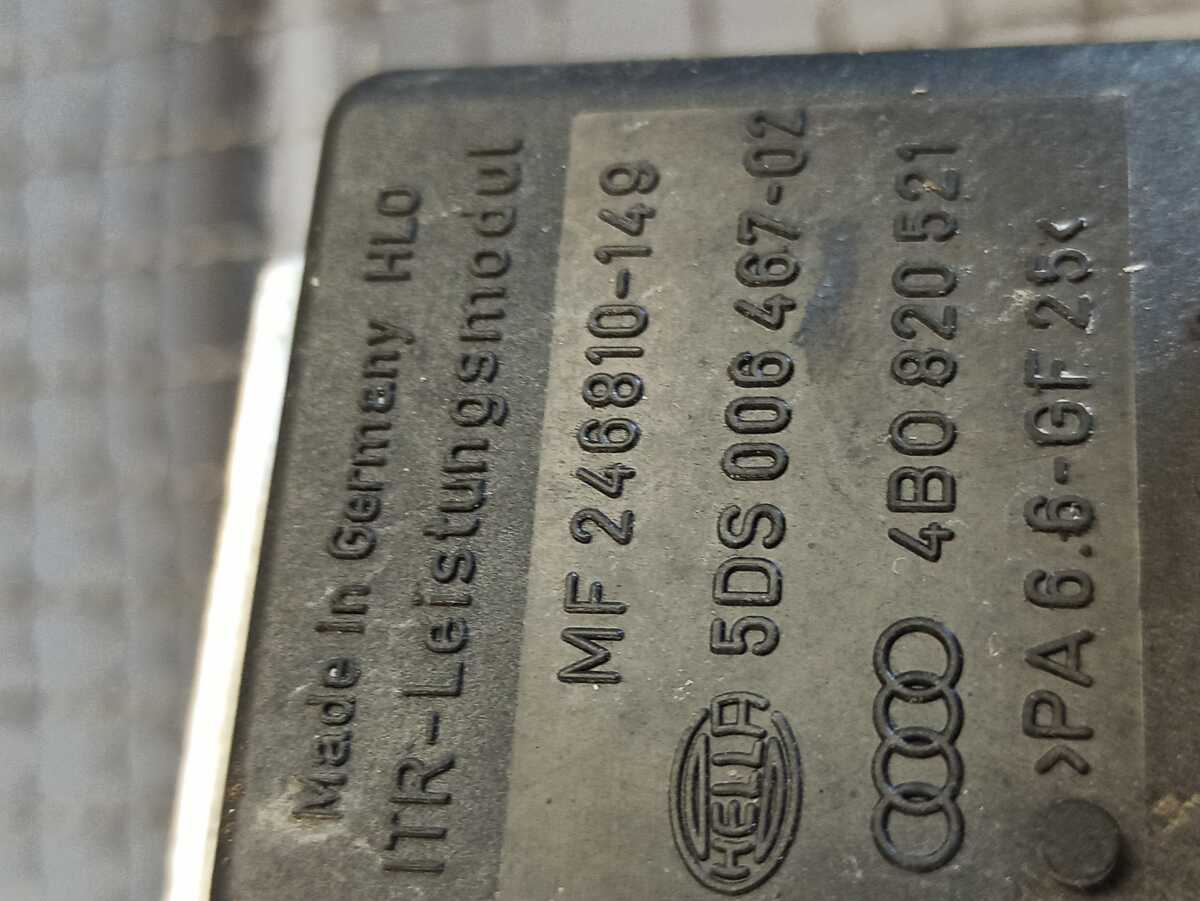 Made in Germany HLO
ITR-Leistungsmodul
MF 246810-149
HELLA 5DS 006 467-02
4B0 820 521
>PA 6.6-GF 25<